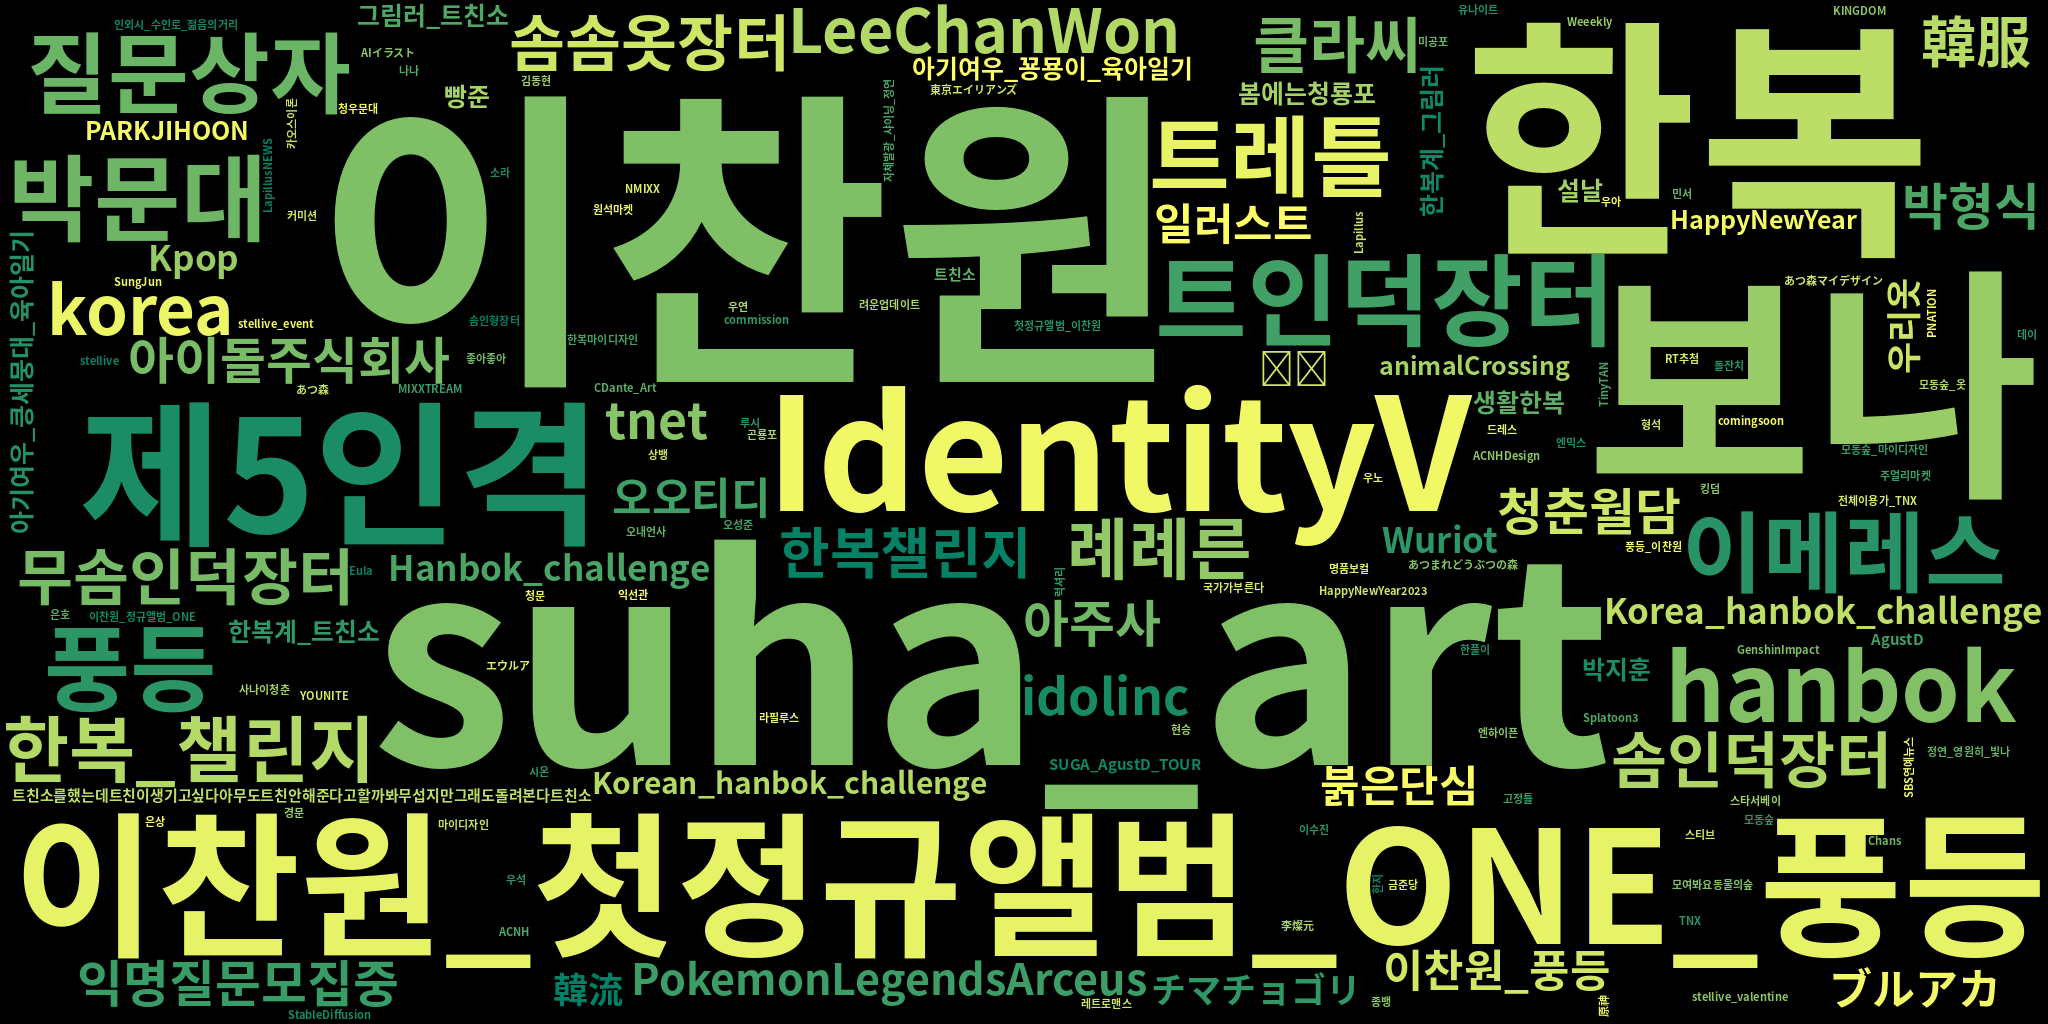 인외시_수인로_젊음의거리
그림러_트친소
솜솜옷장터
LeeChanWon
클라씨
유나이트
Weeekly
KINGDOM
韓服
질문상자
AIイラスト
나나
미공포
한복
아기여우_꽁묭이_육아일기
김동현
東京エイリアンズ
빵준
봄에는청룡포
한복계_그림러
청우문대
카오스이론
PARKJIHOON
이찬원
자체발광_샤이닝_정연
트레틀
LapillusNEWS
박문대
소라
NMIXX
설날
우아
민서
박형식
커미션
원석마켓
일러스트
Lapillus
HappyNewYear
아기여우_콩세뭉대_육아일기
Kpop
트친소
트인덕장터
SungJun
korea
우연
려운업데이트
あつ森マイデザイン
우리옷
PNATION
보나
stellive_event
솜인형장터
commission
첫정규앨범_이찬원
데이
stellive
아이돌주식회사
좋아좋아
한복마이디자인
animalCrossing
RT추첨
돌잔치
あつ森
MIXXTREAM
CDante_Art
TinyTAN
모동숲_옷
제5인격
tnet
루시
곤룡포
IdentityV
생활한복
드레스
형석
comingsoon
상뱅
엔믹스
ACNHDesign
모동숲_마이디자인
우노
주얼리마켓
오오티디
킹덤
전체이용가_TNX
청춘월담
오내언사
오성준
한복챌린지
례례른
Wuriot
풍등_이찬원
이메레스
무솜인덕장터
Eula
Hanbok_challenge
럭셔리
명품보컬
あつまれどうぶつの森
청문
익선관
국가가부른다
HappyNewYear2023
은호
이찬원_정규앨범_ONE
Korea_hanbok_challenge
한복계_트친소
suha_art
아주사
AgustD
풍등
エウルア
한풀이
GenshinImpact
박지훈
hanbok
사나이청춘
YOUNITE
idolinc
라필루스
현승
엔하이픈
Splatoon3
한복_챌린지
솜인덕장터
SBS연예뉴스
정연_영원히_빛나
시온
SUGA_AgustD_TOUR
Korean_hanbok_challenge
붉은단심
트친소를했는데트친이생기고싶다아무도트친안해준다고할까봐무섭지만그래도돌려본다트친소
고정틀
스타서베이
경문
은상
마이디자인
이수진
모동숲
스티브
Chans
이찬원_첫정규앨범_ONE_풍등
우석
한지
금준당
모여봐요동물의숲
ACNH
李燦元
TNX
익명질문모집중
韓流
PokemonLegendsArceus
チマチョゴリ
이찬원_풍등
ブルアカ
레트로맨스
종뱅
原神
stellive_valentine
StableDiffusion